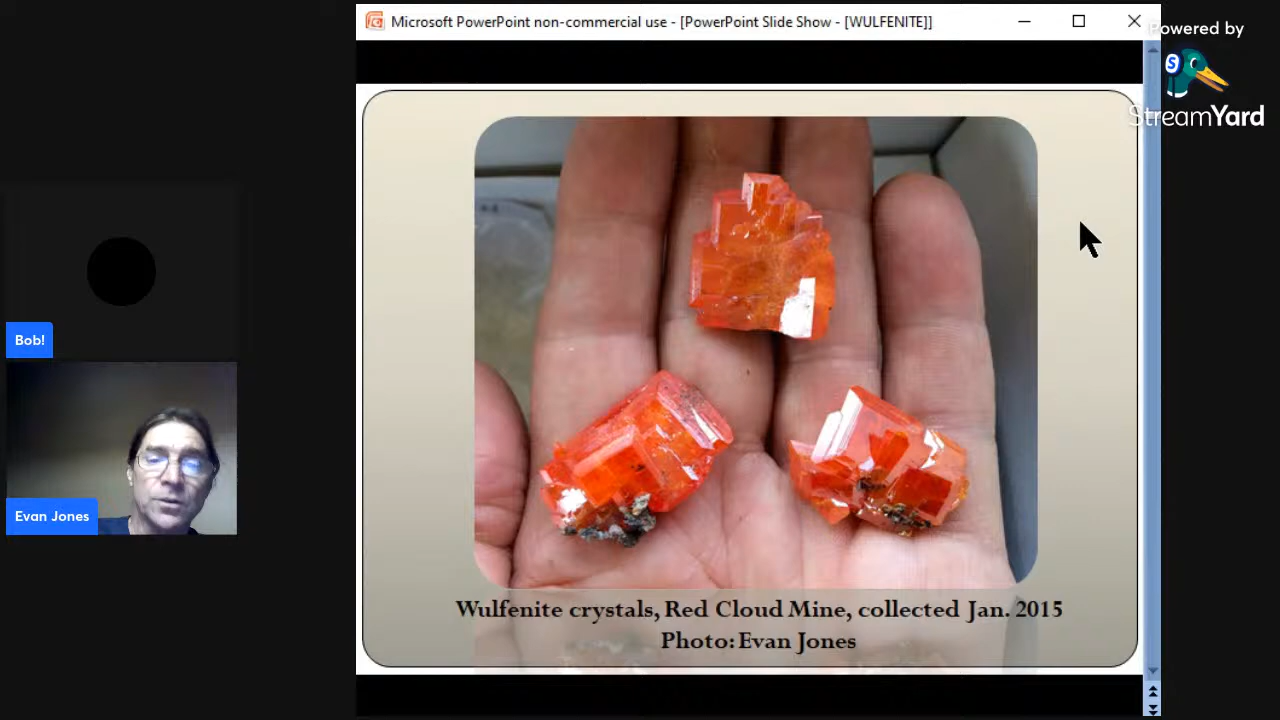 Microsoft PowerPoint non-commercial use - [PowerPoint Slide Show - [WULFENITE]]
Powered by
S
StreamYard
Bob!
Evan Jones
Wulfenite crystals, Red Cloud Mine, collected Jan. 2015
Photo: Evan Jones